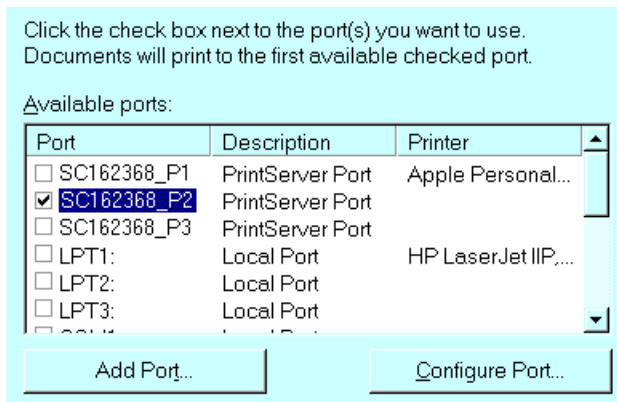 Click the check box next to the port(s) you want to use.
Documents will print to the first available checked port.
Available ports:
Port Description Printer
SC162368_P1 PrintServer Port Apple Personal...
SC162368_P2 PrintServer Port
SC162368_P3 PrintServer Port
LPT1: Local Port HP LaserJet IIP,...
LPT2: Local Port
LPT3: Local Port
Add Port... Configure Port...